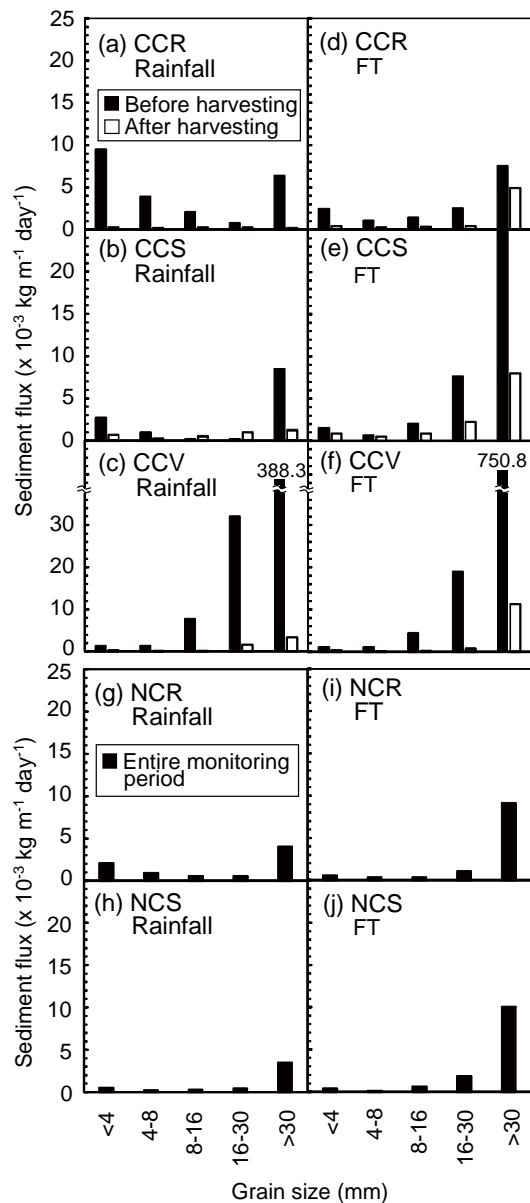 (a) CCR
Rainfall
Before harvesting
After harvesting
(d) CCR
FT
(b) CCS
Rainfall
(e) CCS
FT
(c) CCV
Rainfall
388.3
(f) CCV
FT
750.8
25
20
15
10
5
0
20
15
10
5
0
30
20
10
0
Sediment flux (x 10⁻³ kg m⁻¹ day⁻¹)
(g) NCR
Rainfall
Entire monitoring
period
(i) NCR
FT
(h) NCS
Rainfall
(j) NCS
FT
25
20
15
10
5
0
20
15
10
5
0
Sediment flux (x 10⁻³ kg m⁻¹ day⁻¹)
<4
4-8
8-16
16-30
>30
<4
4-8
8-16
16-30
>30
Grain size (mm)